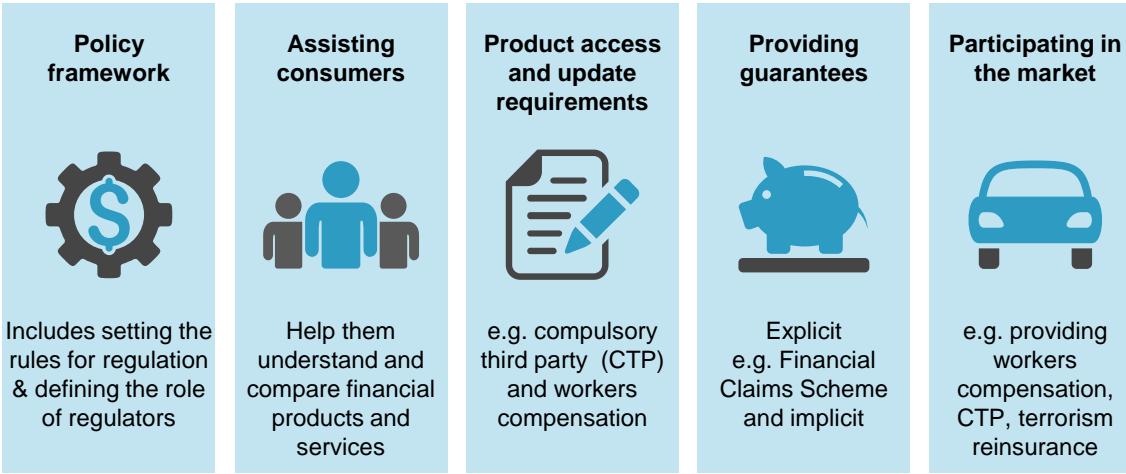 Policy
framework
Includes setting the
rules for regulation
& defining the role
of regulators
Assisting
consumers
Help them
understand and
compare financial
products and
services
Product access
and update
requirements
e.g. compulsory
third party (CTP)
and workers
compensation
Providing
guarantees
Explicit
e.g. Financial
Claims Scheme
and implicit
Participating in
the market
e.g. providing
workers
compensation,
CTP, terrorism
reinsurance